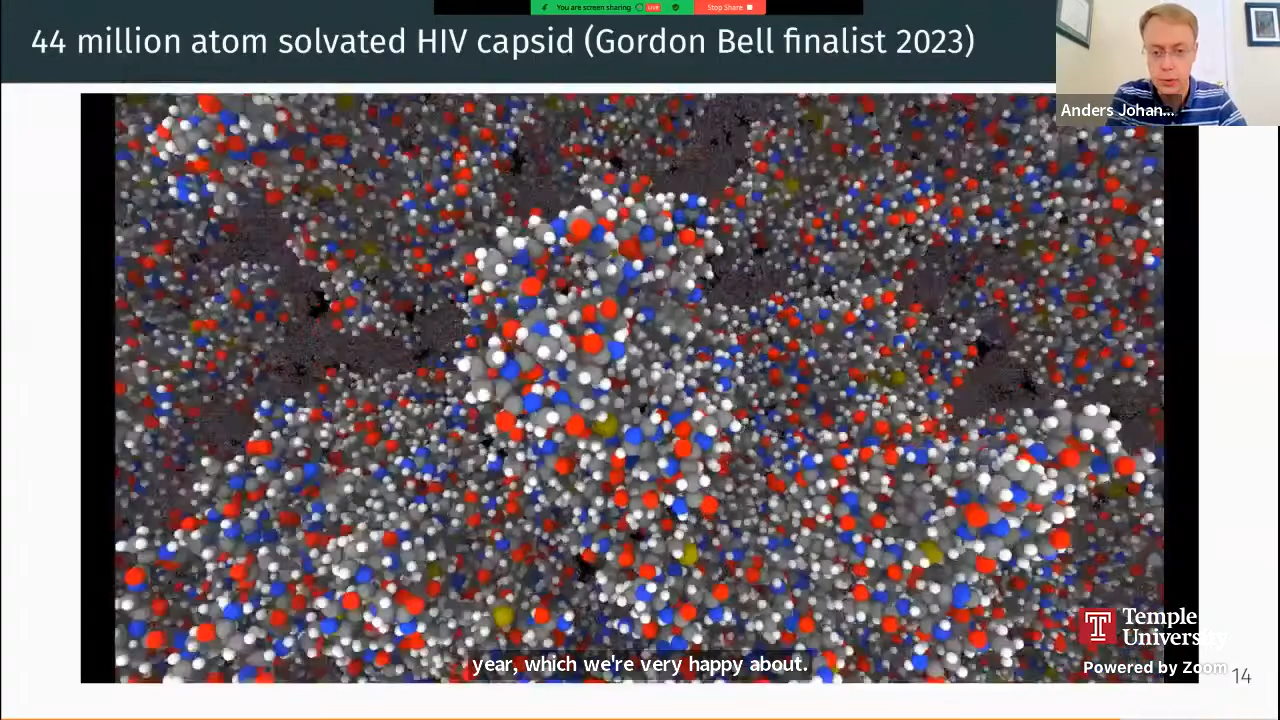 You are screen sharing LIVE Stop Share
44 million atom solvated HIV capsid (Gordon Bell finalist 2023)
Anders Johan...
Temple
University
year, which we're very happy about.
Powered by Zoom
14